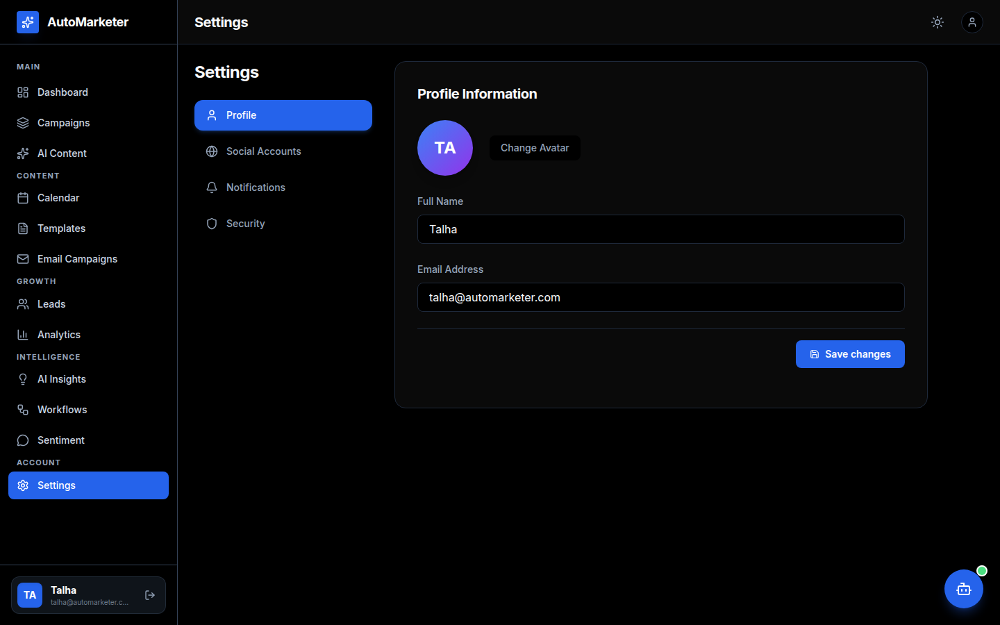 AutoMarketer
Settings
MAIN
Dashboard
Campaigns
AI Content
CONTENT
Calendar
Templates
Email Campaigns
GROWTH
Leads
Analytics
INTELLIGENCE
AI Insights
Workflows
Sentiment
ACCOUNT
Settings
TA
Talha
talha@automarketer.c...
Settings
Profile
Social Accounts
Notifications
Security
Profile Information
TA
Change Avatar
Full Name
Talha
Email Address
talha@automarketer.com
Save changes